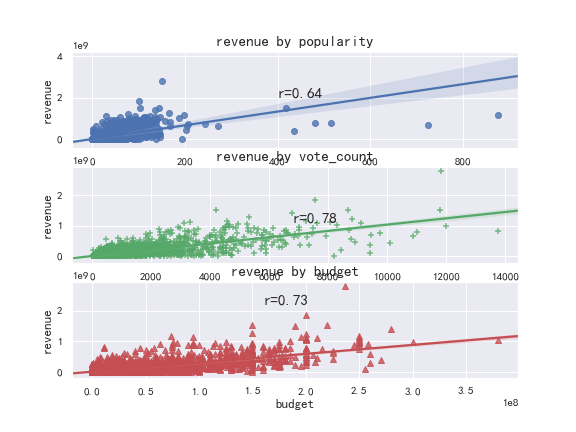 revenue by popularity
1e9
4
2
0
revenue
r=0.64
0 200 400 600 800
revenue by vote_count
1e9
2
1
0
revenue
r=0.78
0 2000 4000 6000 8000 10000 12000 14000
revenue by budget
1e9
2
1
0
revenue
r=0.73
0.0 0.5 1.0 1.5 2.0 2.5 3.0 3.5
budget
1e8